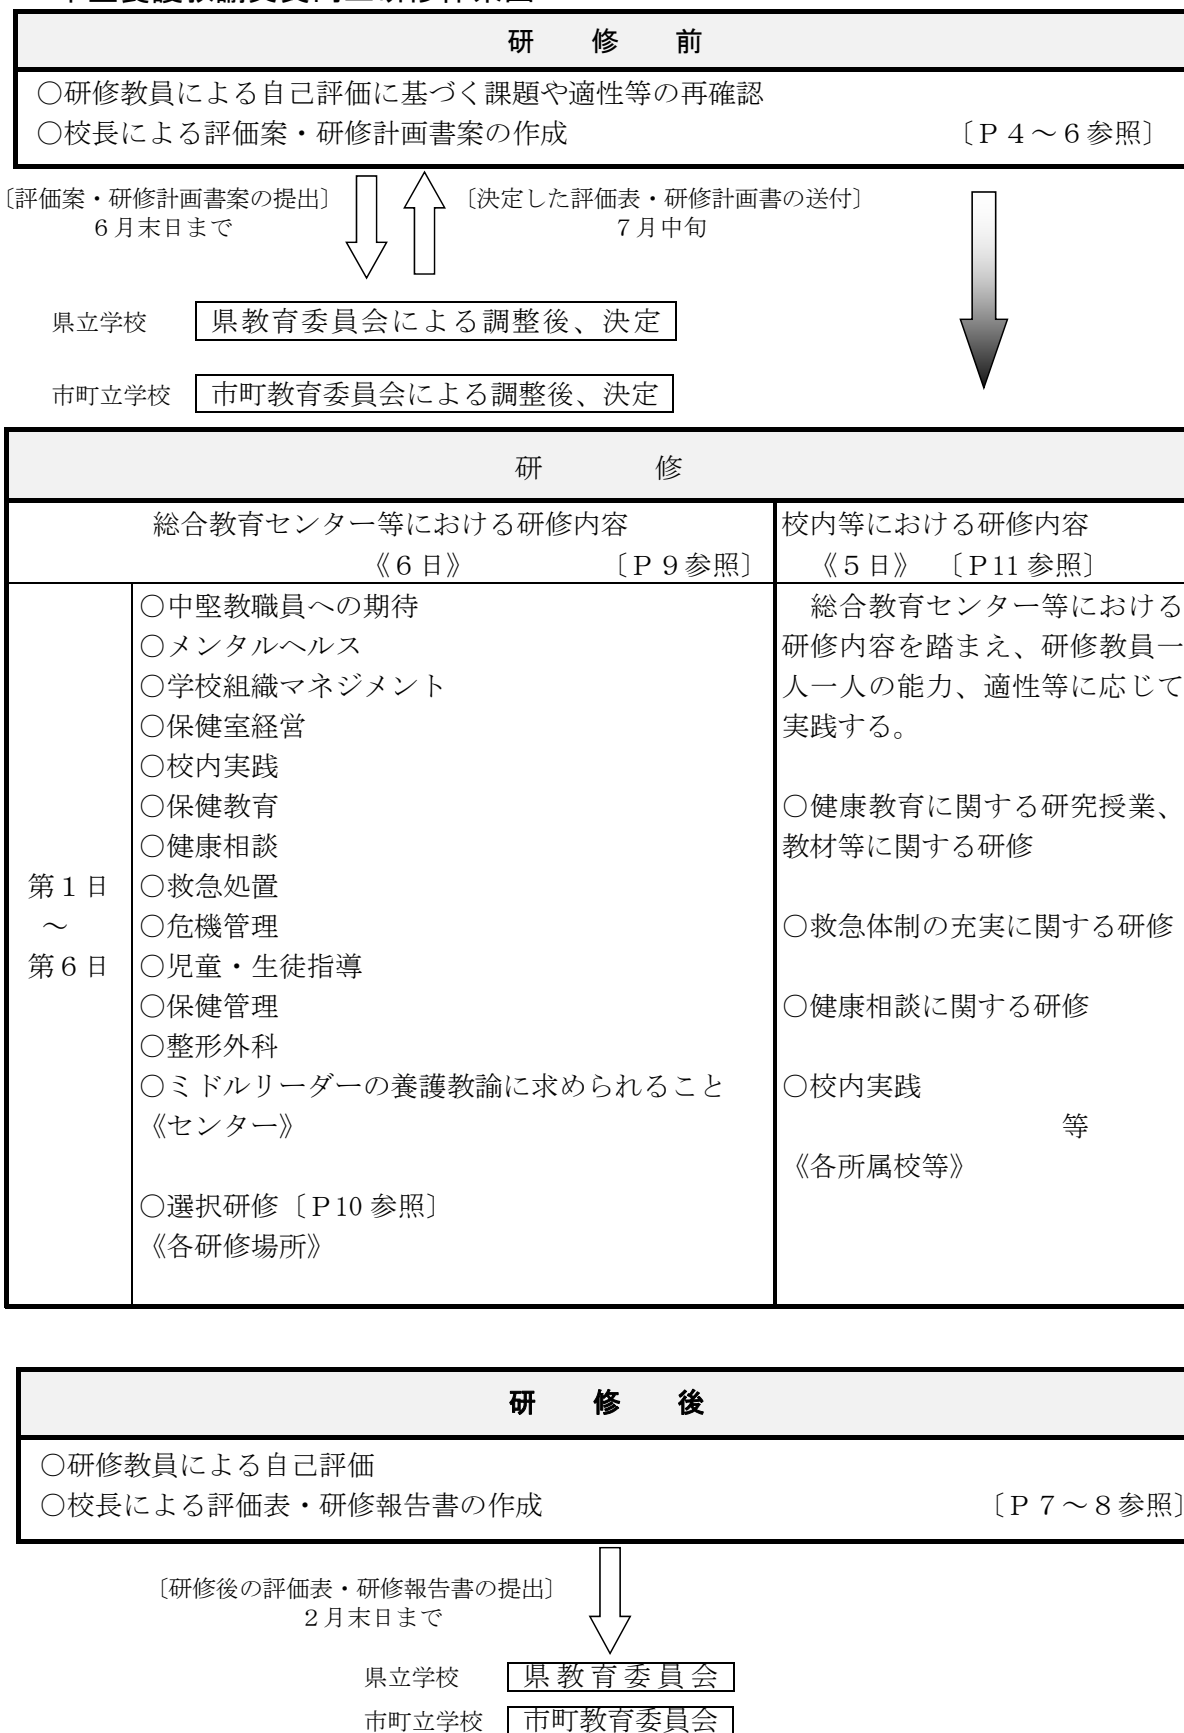 研　修　前
○研修教員による自己評価に基づく課題や適性等の再確認
○校長による評価案・研修計画書案の作成　〔Ｐ４～６参照〕
〔評価案・研修計画書案の提出〕　〔決定した評価表・研修計画書の送付〕
６月末日まで　７月中旬
県立学校　県教育委員会による調整後、決定
市町立学校　市町教育委員会による調整後、決定
研　修
総合教育センター等における研修内容
《６日》　〔Ｐ９参照〕
校内等における研修内容
《５日》　〔Ｐ11 参照〕
第１日
～
第６日
○中堅教職員への期待
○メンタルヘルス
○学校組織マネジメント
○保健室経営
○校内実践
○保健教育
○健康相談
○救急処置
○危機管理
○児童・生徒指導
○保健管理
○整形外科
○ミドルリーダーの養護教諭に求められること
《センター》
○選択研修〔Ｐ10 参照〕
《各研修場所》
総合教育センター等における
研修内容を踏まえ、研修教員一
人一人の能力、適性等に応じて
実践する。
○健康教育に関する研究授業、
教材等に関する研修
○救急体制の充実に関する研修
○健康相談に関する研修
○校内実践
等
《各所属校等》
研　修　後
○研修教員による自己評価
○校長による評価表・研修報告書の作成　〔Ｐ７～８参照〕
〔研修後の評価表・研修報告書の提出〕
２月末日まで
県立学校　県教育委員会
市町立学校　市町教育委員会